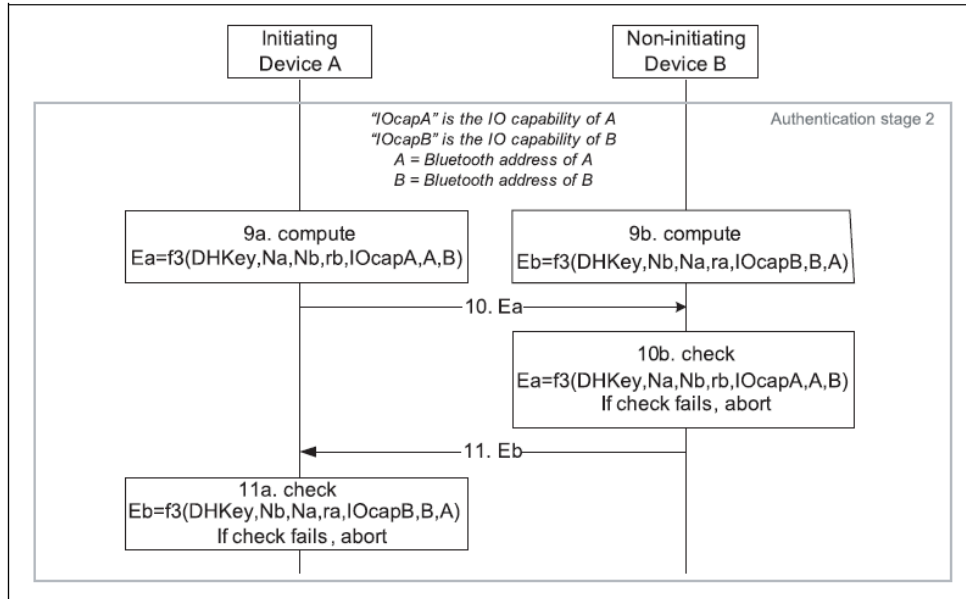 Initiating
Device A
Non-initiating
Device B
Authentication stage 2
“IOcapA” is the IO capability of A
“IOcapB” is the IO capability of B
A = Bluetooth address of A
B = Bluetooth address of B
9a. compute
Ea=f3(DHKey,Na,Nb,rb,IOcapA,A,B)
9b. compute
Eb=f3(DHKey,Nb,Na,ra,IOcapB,B,A)
10. Ea
10b. check
Ea=f3(DHKey,Na,Nb,rb,IOcapA,A,B)
If check fails, abort
11. Eb
11a. check
Eb=f3(DHKey,Nb,Na,ra,IOcapB,B,A)
If check fails , abort